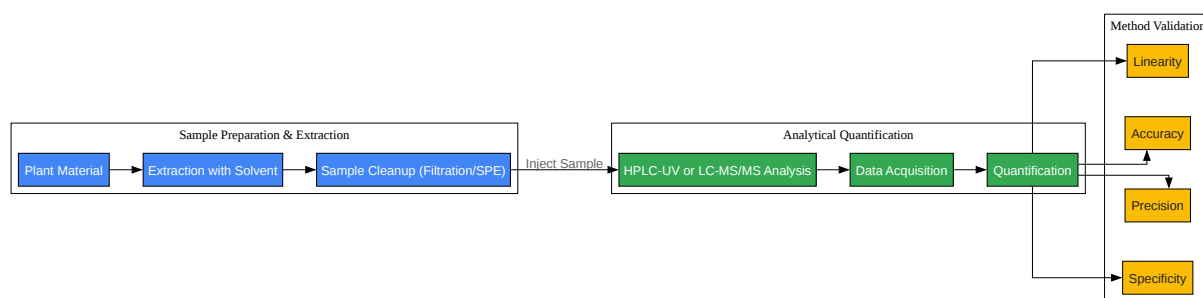 Method Validation
Linearity
Sample Preparation & Extraction
Analytical Quantification
Accuracy
Plant Material
Extraction with Solvent
Sample Cleanup (Filtration/SPE)
Inject Sample
HPLC-UV or LC-MS/MS Analysis
Data Acquisition
Quantification
Precision
Specificity